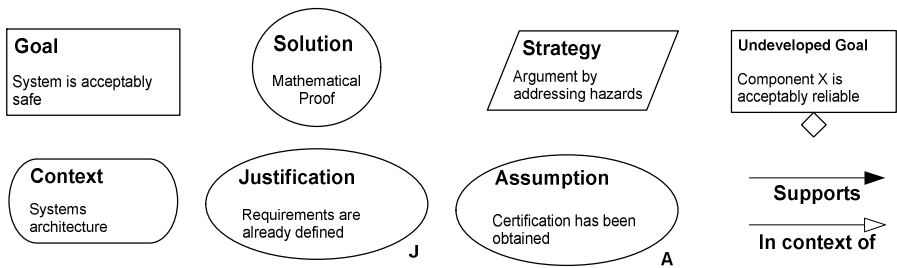 Goal
System is acceptably
safe
Solution
Mathematical
Proof
Strategy
Argument by
addressing hazards
Undeveloped Goal
Component X is
acceptably reliable
Context
Systems
architecture
Justification
Requirements are
already defined
J
Assumption
Certification has been
obtained
A
Supports
In context of